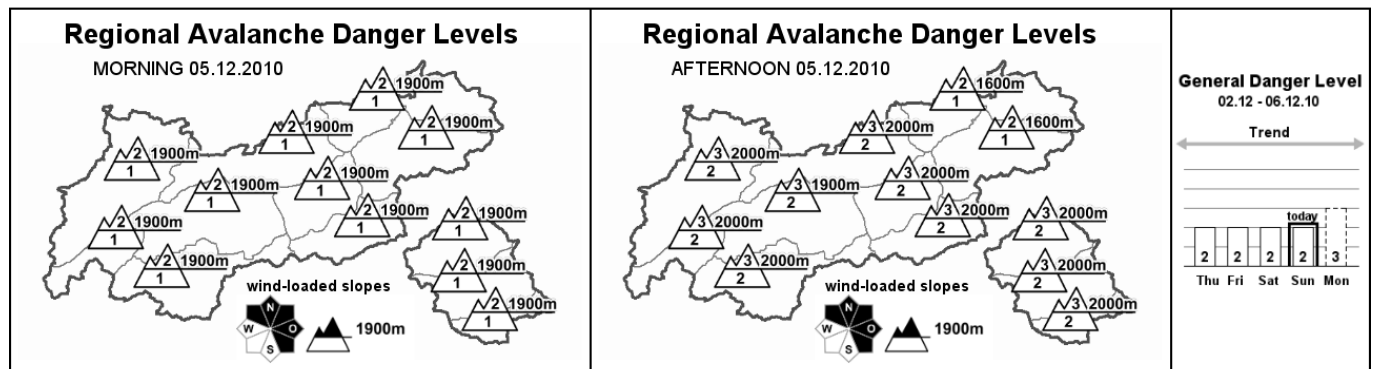 Regional Avalanche Danger Levels
MORNING 05.12.2010
2 1900m
1
2 1900m
1
2 1900m
1
2 1900m
1
2 1900m
1
2 1900m
1
2 1900m
1
2 1900m
1
2 1900m
1
2 1900m
1
2 1900m
1
2 1900m
1
wind-loaded slopes
N
W O
S
1900m
Regional Avalanche Danger Levels
AFTERNOON 05.12.2010
2 1600m
1
2 1600m
1
3 2000m
2
3 2000m
2
3 2000m
2
3 1900m
2
3 2000m
2
3 2000m
2
3 2000m
2
3 2000m
2
3 2000m
2
3 2000m
2
wind-loaded slopes
N
W O
S
1900m
General Danger Level
02.12 - 06.12.10
Trend
today
2 2 2 2 3
Thu Fri Sat Sun Mon